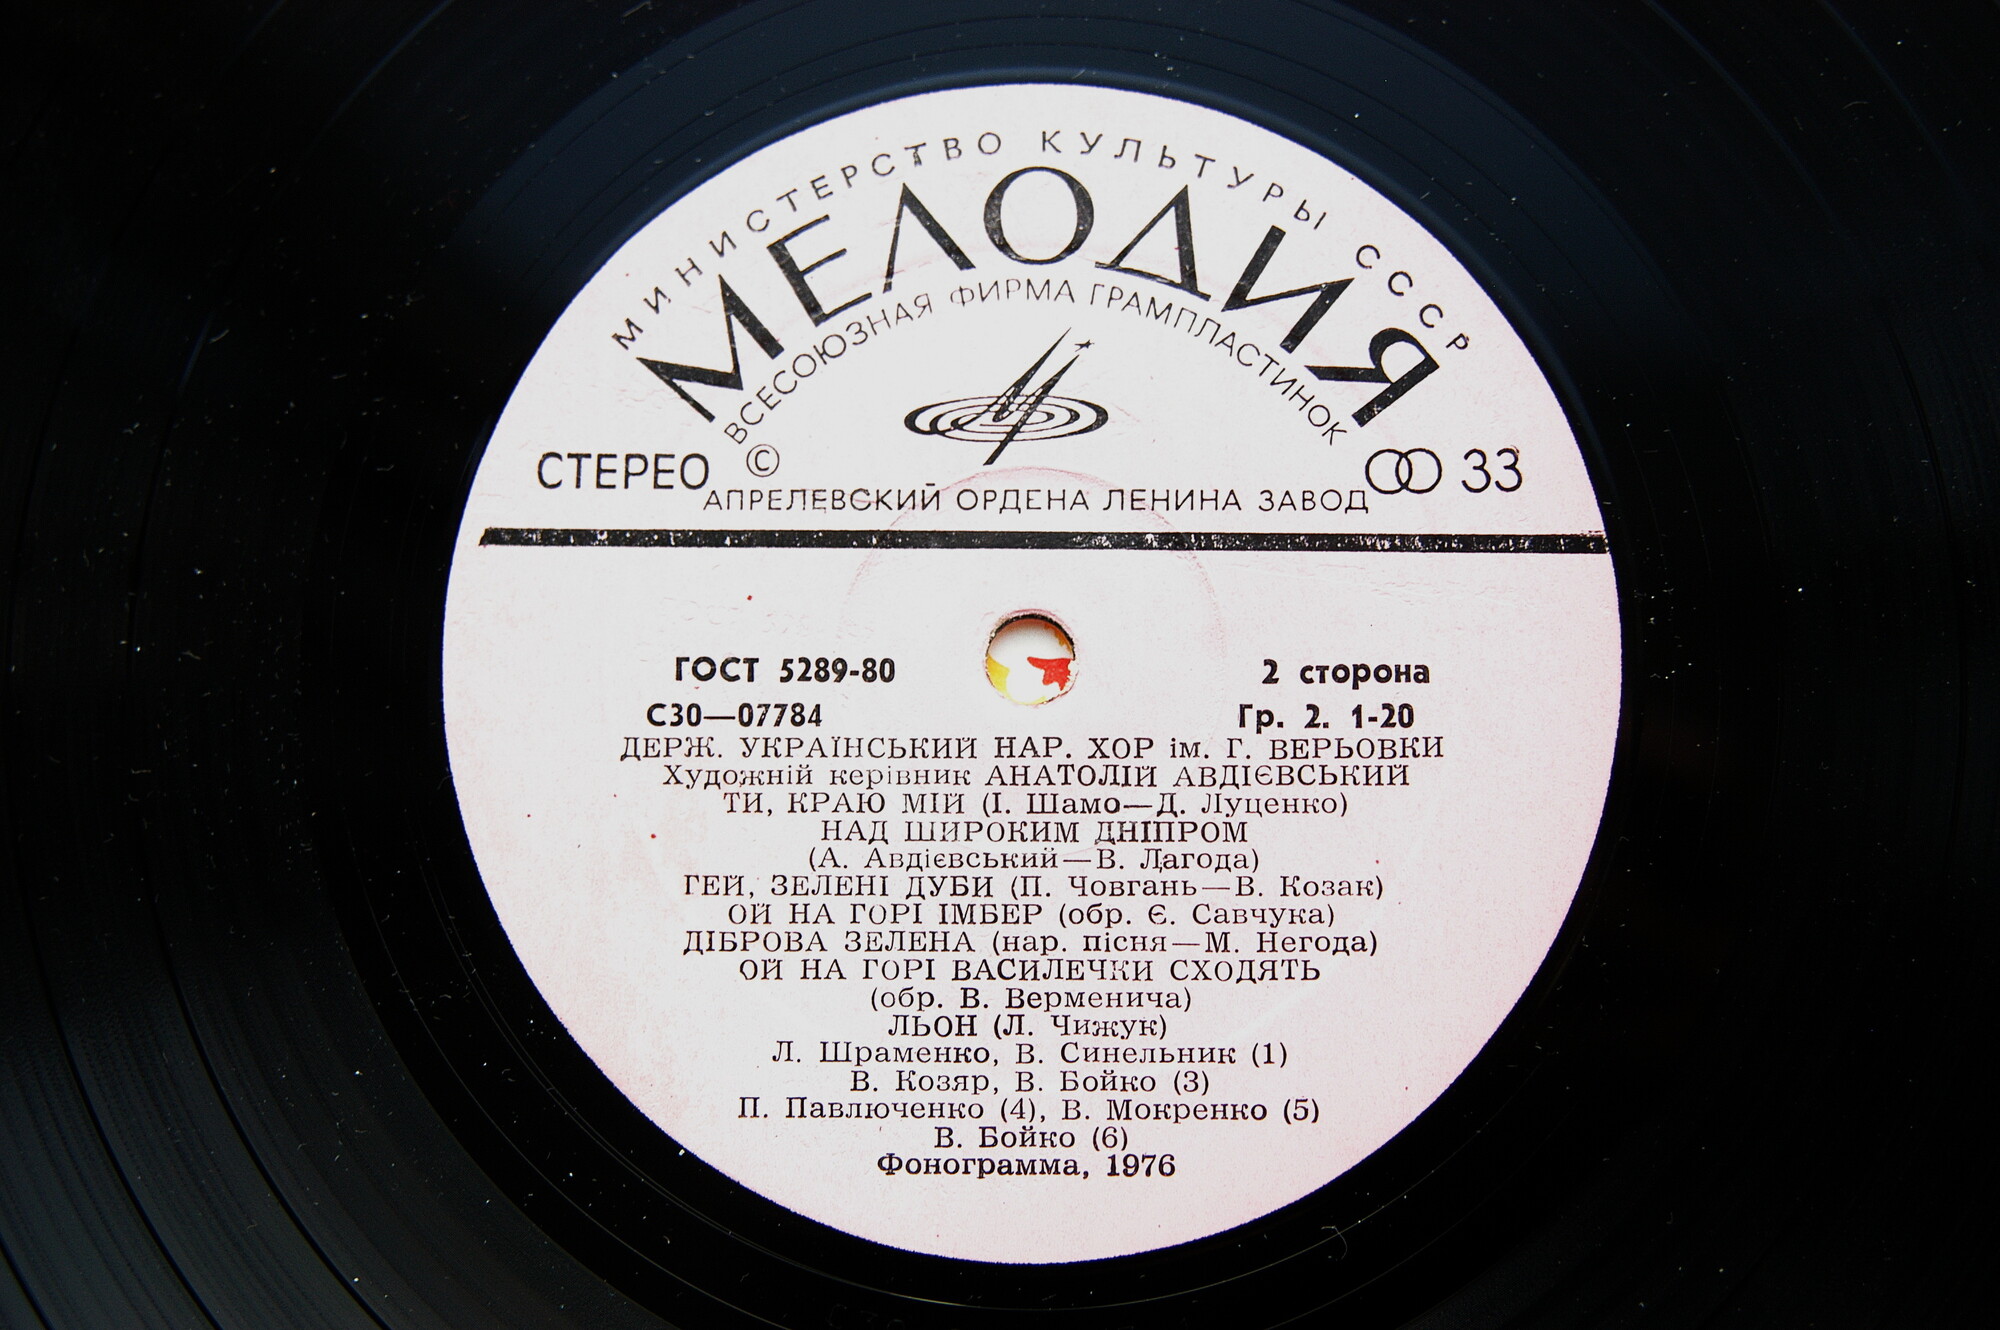 МИНИСТЕРСТВО КУЛЬТУРЫ СССР
МЕЛОДИЯ
ВСЕСОЮЗНАЯ ФИРМА ГРАМПЛАСТИНОК
СТЕРЕО © 33
АПРЕЛЕВСКИЙ ОРДЕНА ЛЕНИНА ЗАВОД
ГОСТ 5289-80 2 сторона
С30—07784 Гр. 2. 1-20
ДЕРЖ. УКРАЇНСЬКИЙ НАР. ХОР ім. Г. ВЕРЬОВКИ
Художній керівник АНАТОЛІЙ АВДІЄВСЬКИЙ
ТИ, КРАЮ МІЙ (І. Шамо—Д. Луценко)
НАД ШИРОКИМ ДНІПРОМ
(А. Авдієвський—В. Лагода)
ГЕЙ, ЗЕЛЕНІ ДУБИ (П. Човгань—В. Козак)
ОЙ НА ГОРІ ІМБЕР (обр. Є. Савчука)
ДІБРОВА ЗЕЛЕНА (нар. пісня—М. Негода)
ОЙ НА ГОРІ ВАСИЛЕЧКИ СХОДЯТЬ
(обр. В. Верменича)
ЛЬОН (Л. Чижук)
Л. Шраменко, В. Синельник (1)
В. Козяр, В. Бойко (3)
П. Павлюченко (4), В. Мокренко (5)
В. Бойко (6)
Фонограмма, 1976